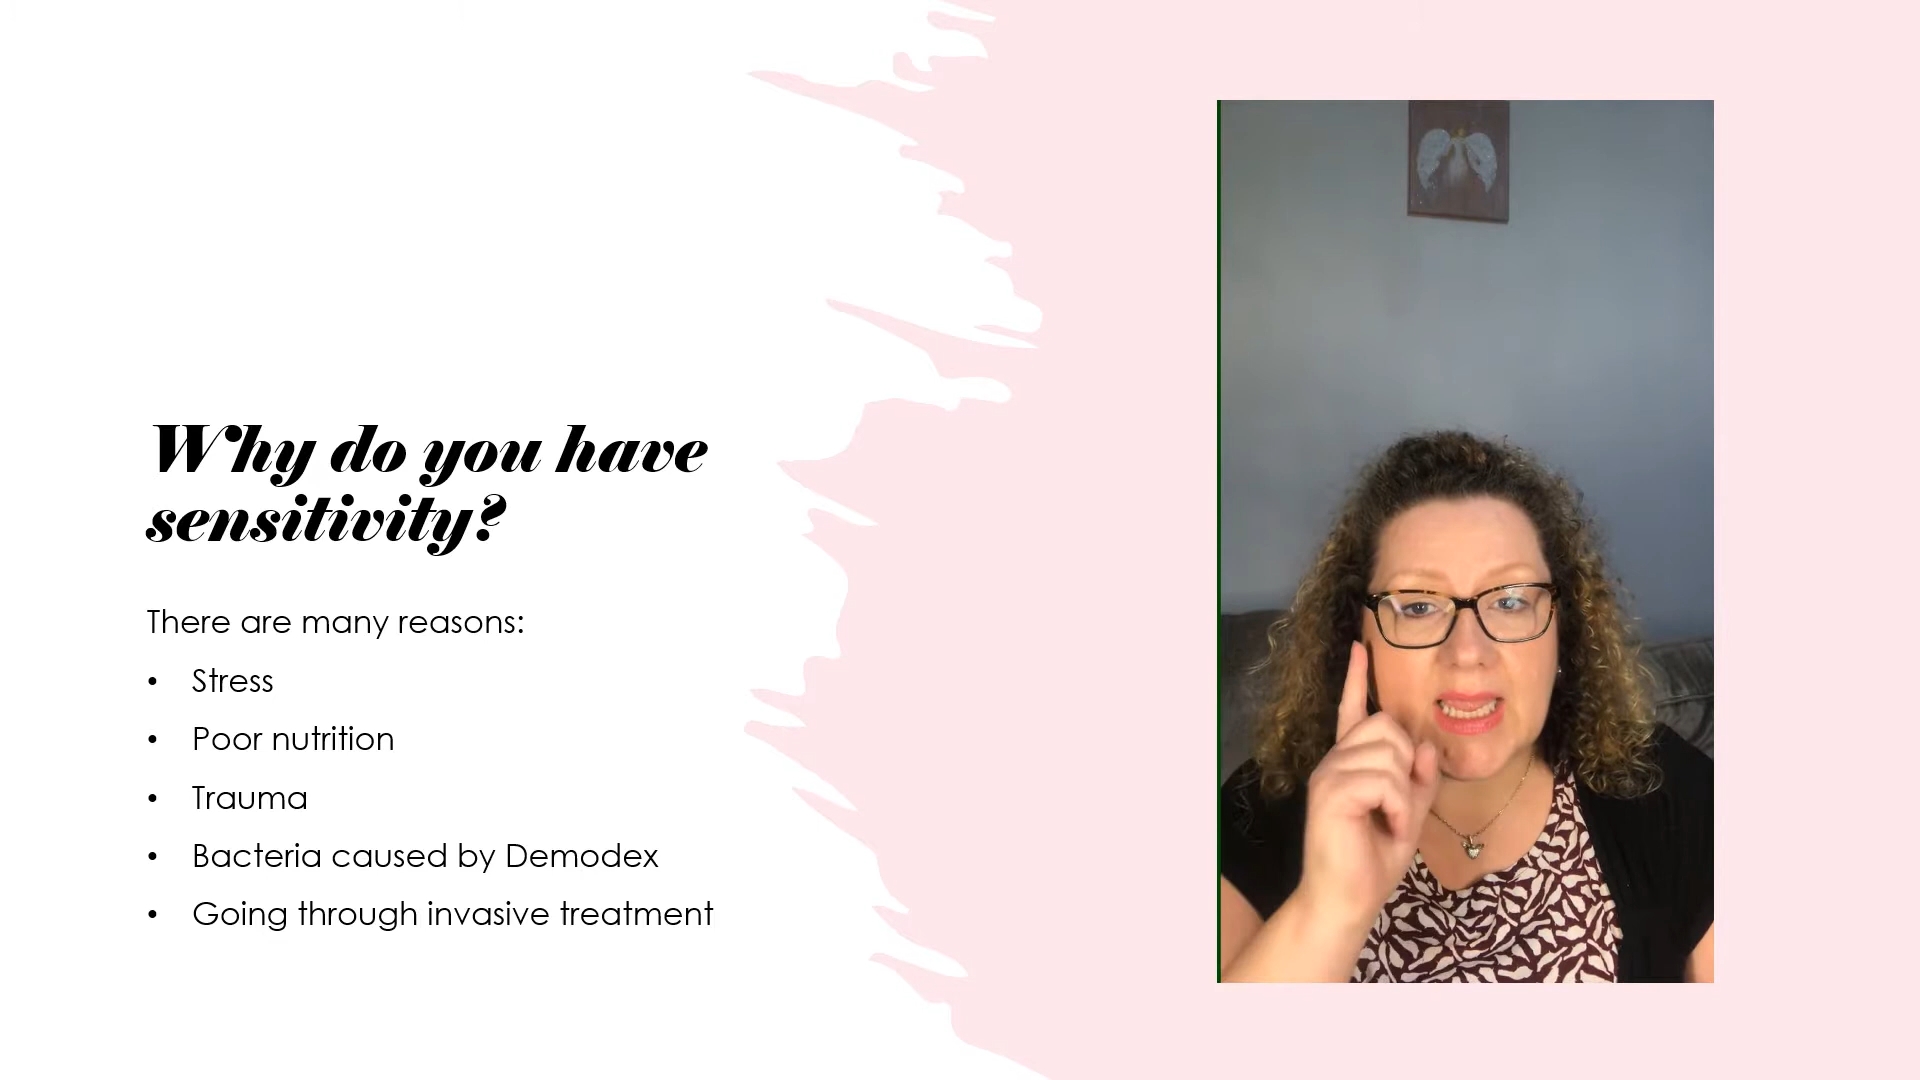 Why do you have
sensitivity?
There are many reasons:
• Stress
• Poor nutrition
• Trauma
• Bacteria caused by Demodex
• Going through invasive treatment